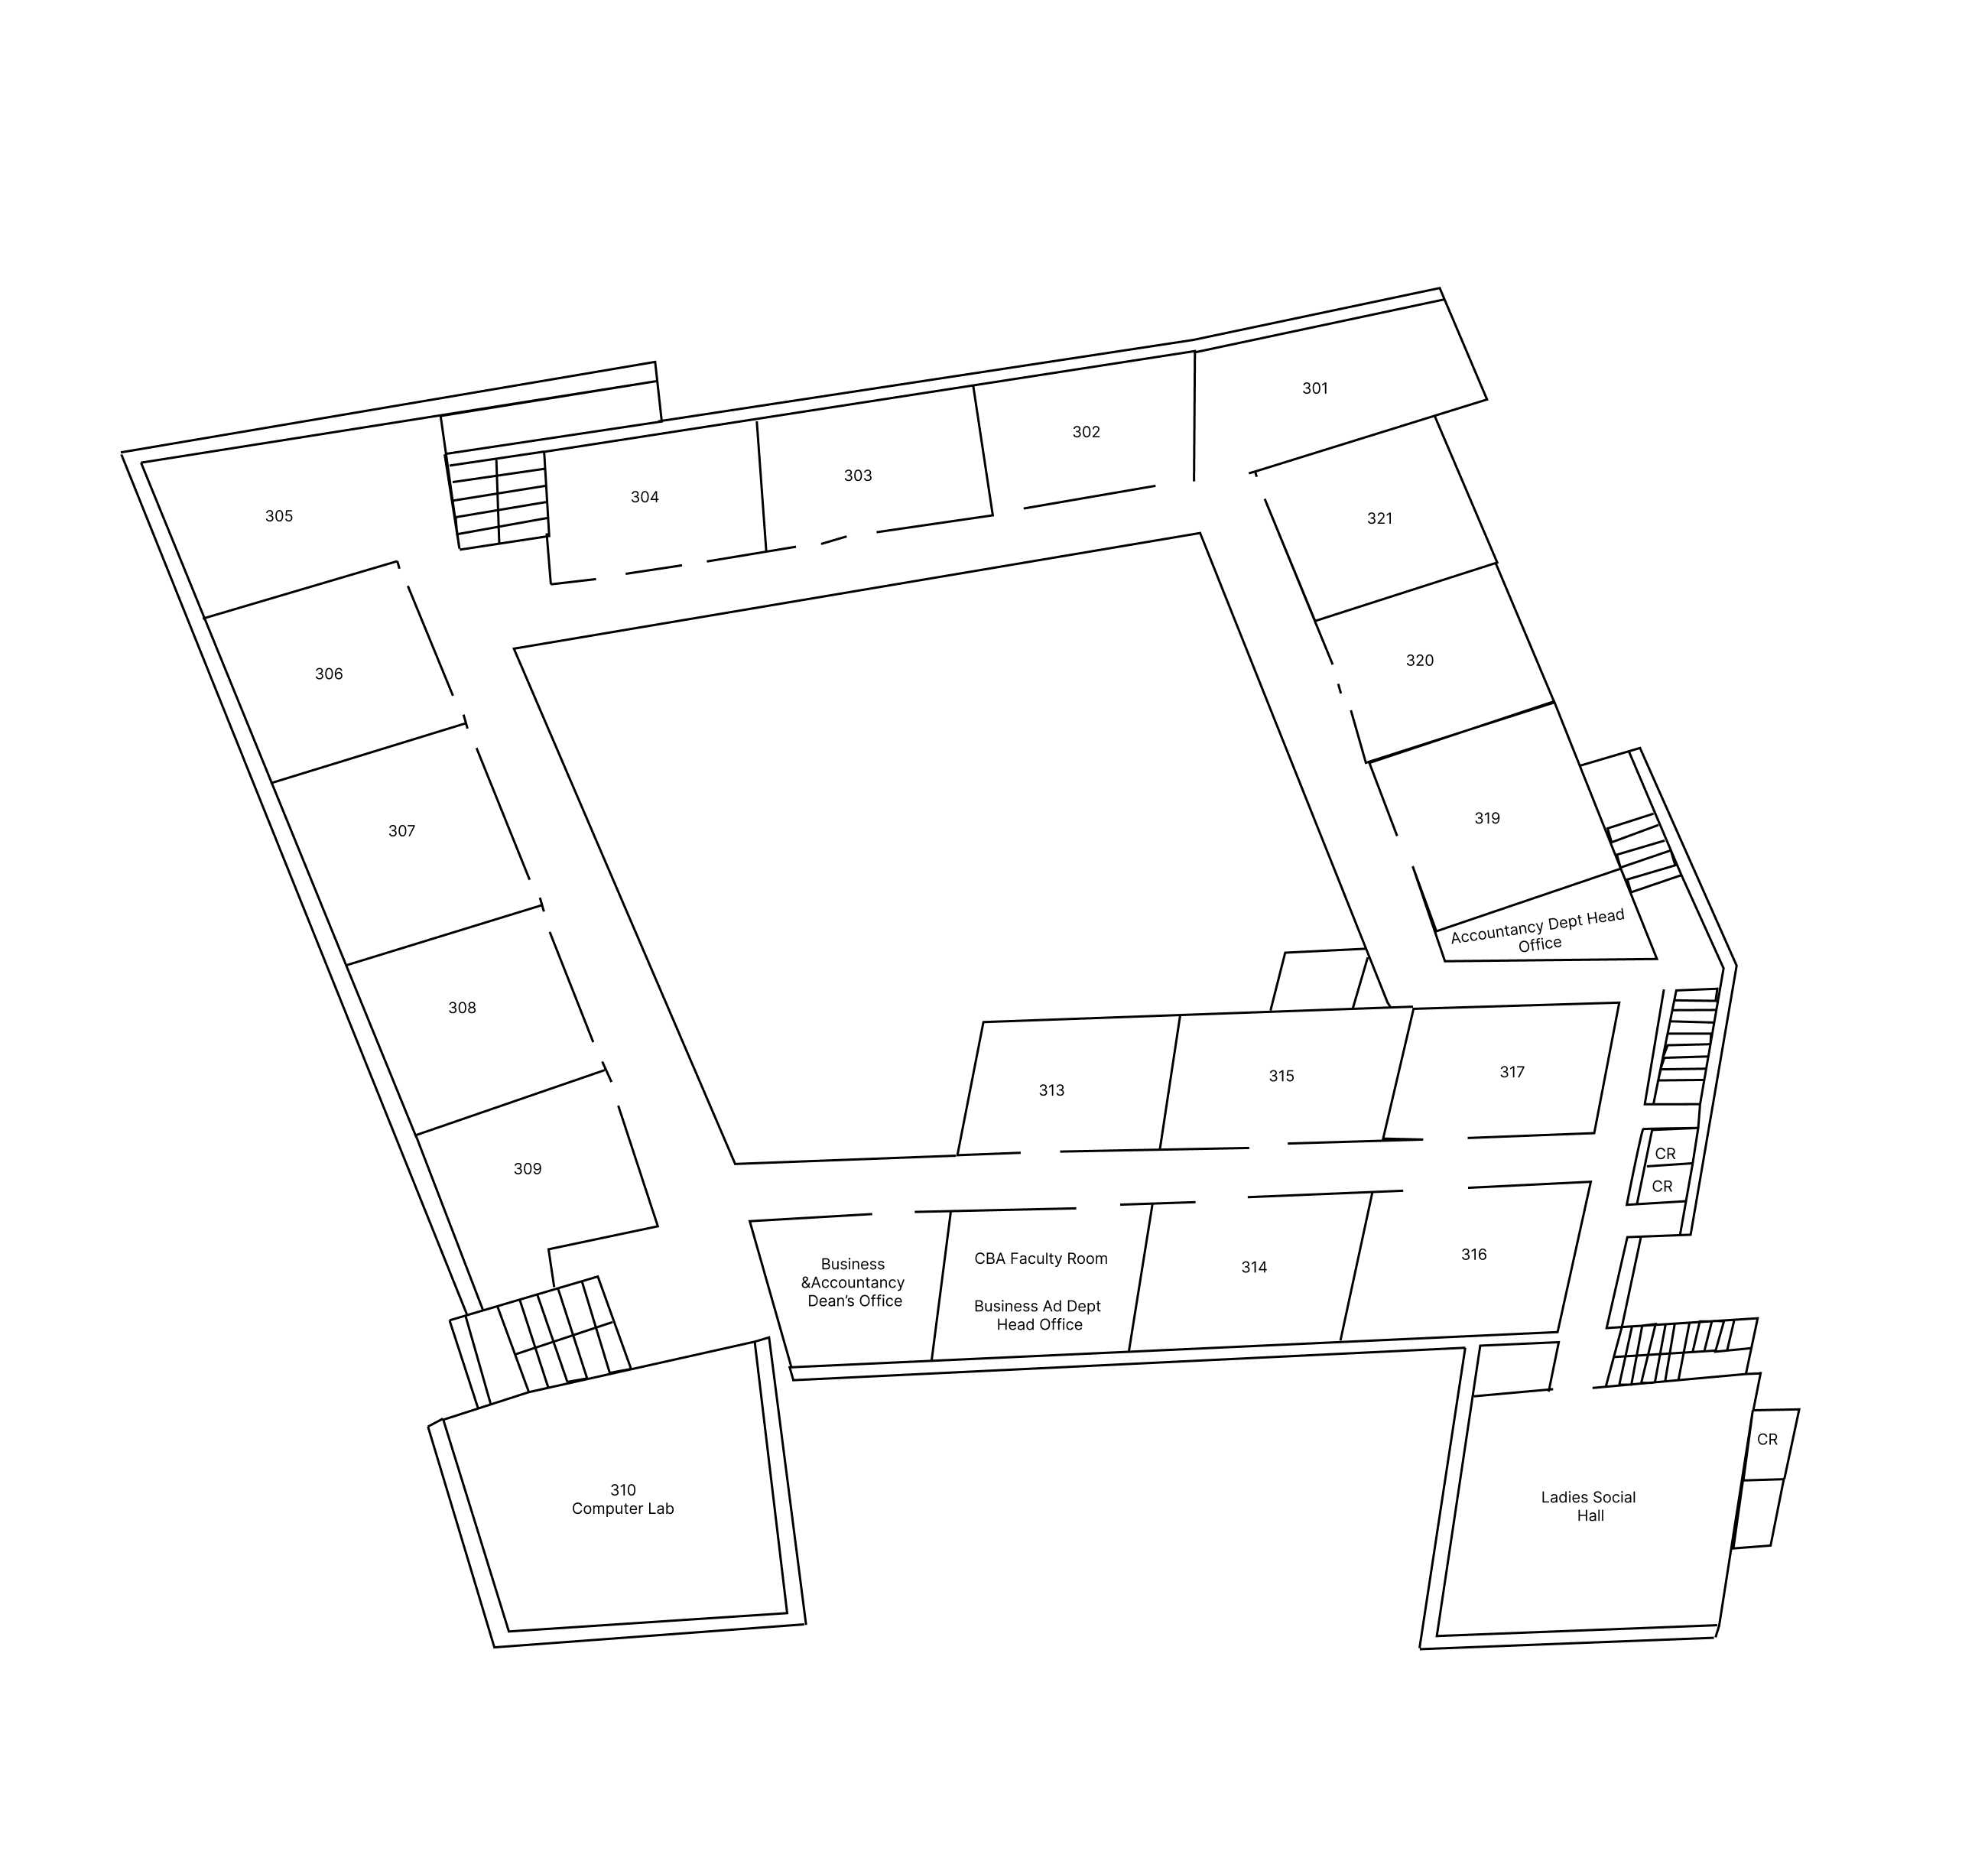 301
302
303
304
305
321
306
320
307
319
Accountancy Dept Head
Office
308
313
315
317
309
CR
CR
Business
&Accountancy
Dean's Office
CBA Faculty Room
Business Ad Dept
Head Office
314
316
310
Computer Lab
Ladies Social
Hall
CR